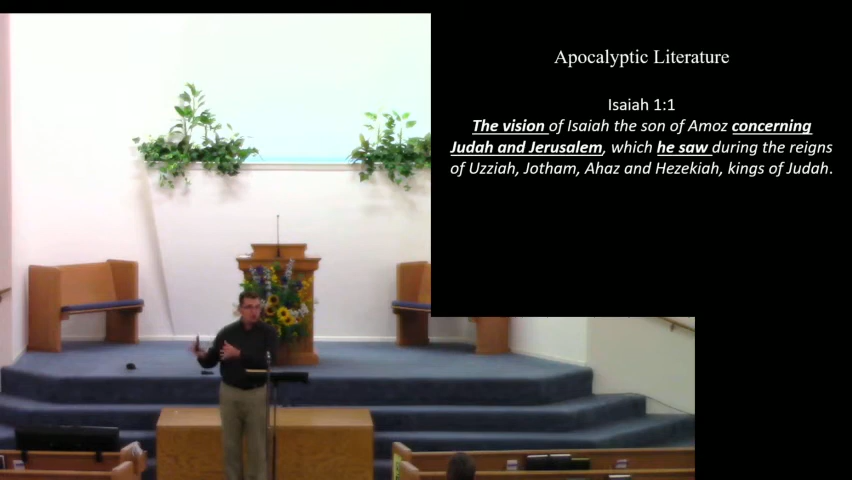 Apocalyptic Literature
Isaiah 1:1
The vision of Isaiah the son of Amoz concerning
Judah and Jerusalem, which he saw during the reigns
of Uzziah, Jotham, Ahaz and Hezekiah, kings of Judah.